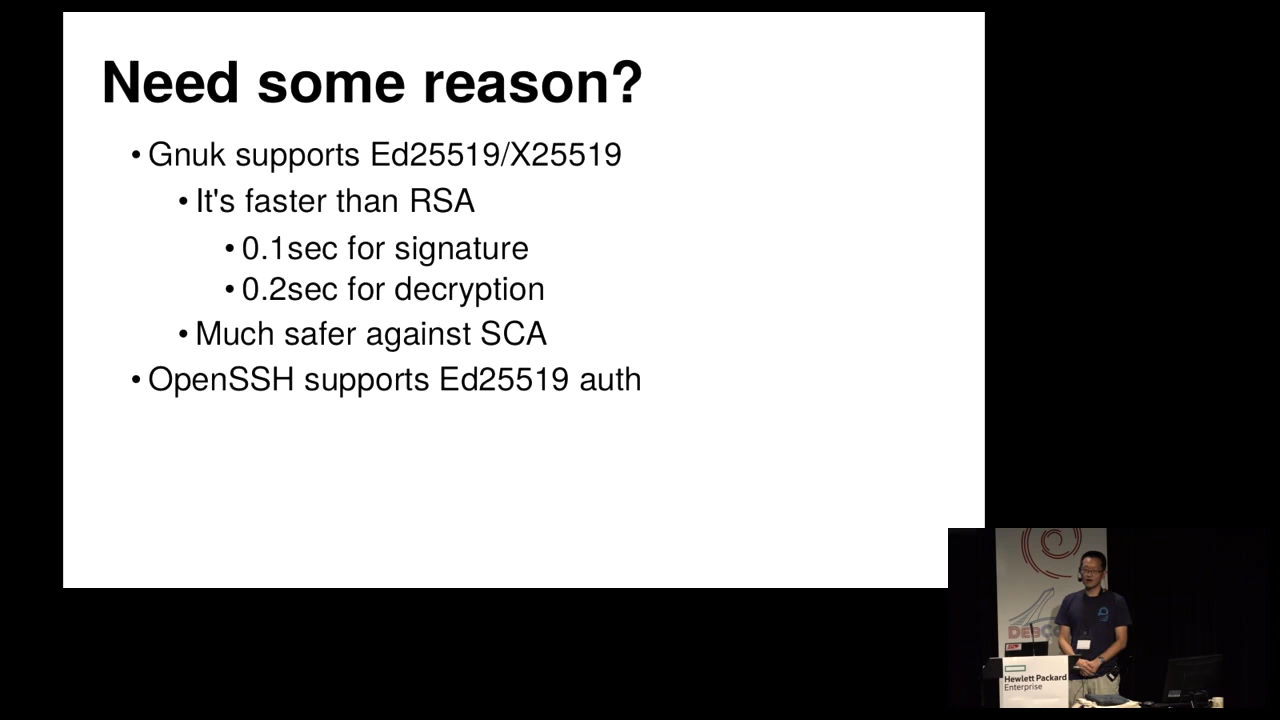 Need some reason?
• Gnuk supports Ed25519/X25519
• It's faster than RSA
• 0.1sec for signature
• 0.2sec for decryption
• Much safer against SCA
• OpenSSH supports Ed25519 auth
Hewlett Packard
Enterprise